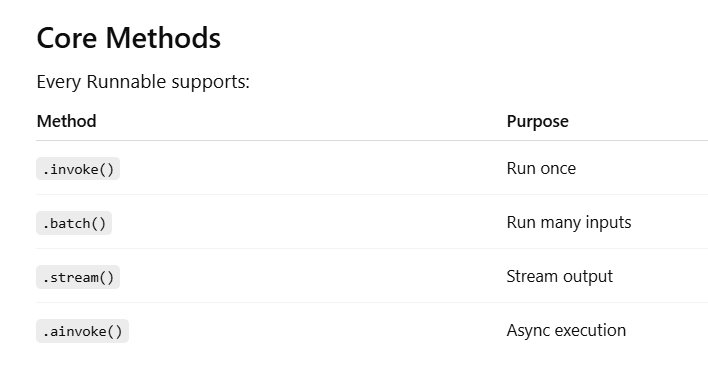 Core Methods
Every Runnable supports:
Method Purpose
.invoke() Run once
.batch() Run many inputs
.stream() Stream output
.ainvoke() Async execution